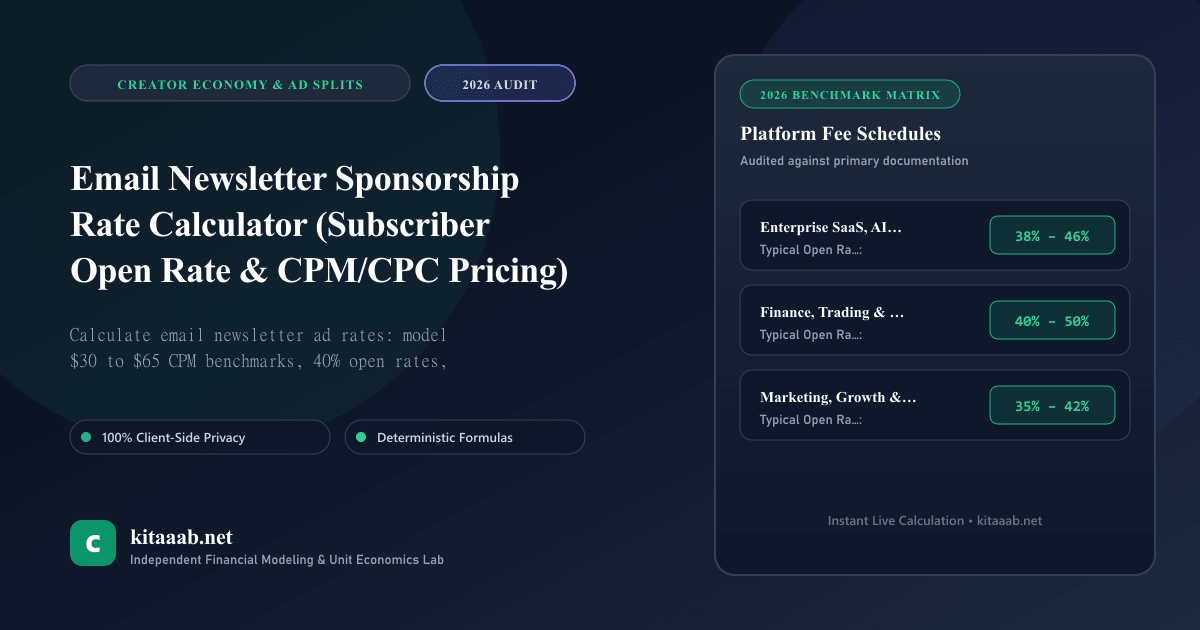 CREATOR ECONOMY & AD SPLITS
2026 AUDIT
Email Newsletter Sponsorship
Rate Calculator (Subscriber
Open Rate & CPM/CPC Pricing)
Calculate email newsletter ad rates: model
$30 to $65 CPM benchmarks, 40% open rates,
100% Client-Side Privacy
Deterministic Formulas
C
kitaaab.net
Independent Financial Modeling & Unit Economics Lab
2026 BENCHMARK MATRIX
Platform Fee Schedules
Audited against primary documentation
Enterprise SaaS, AI…
Typical Open Ra…:
38% – 46%
Finance, Trading & …
Typical Open Ra…:
40% – 50%
Marketing, Growth &…
Typical Open Ra…:
35% – 42%
Instant Live Calculation • kitaaab.net